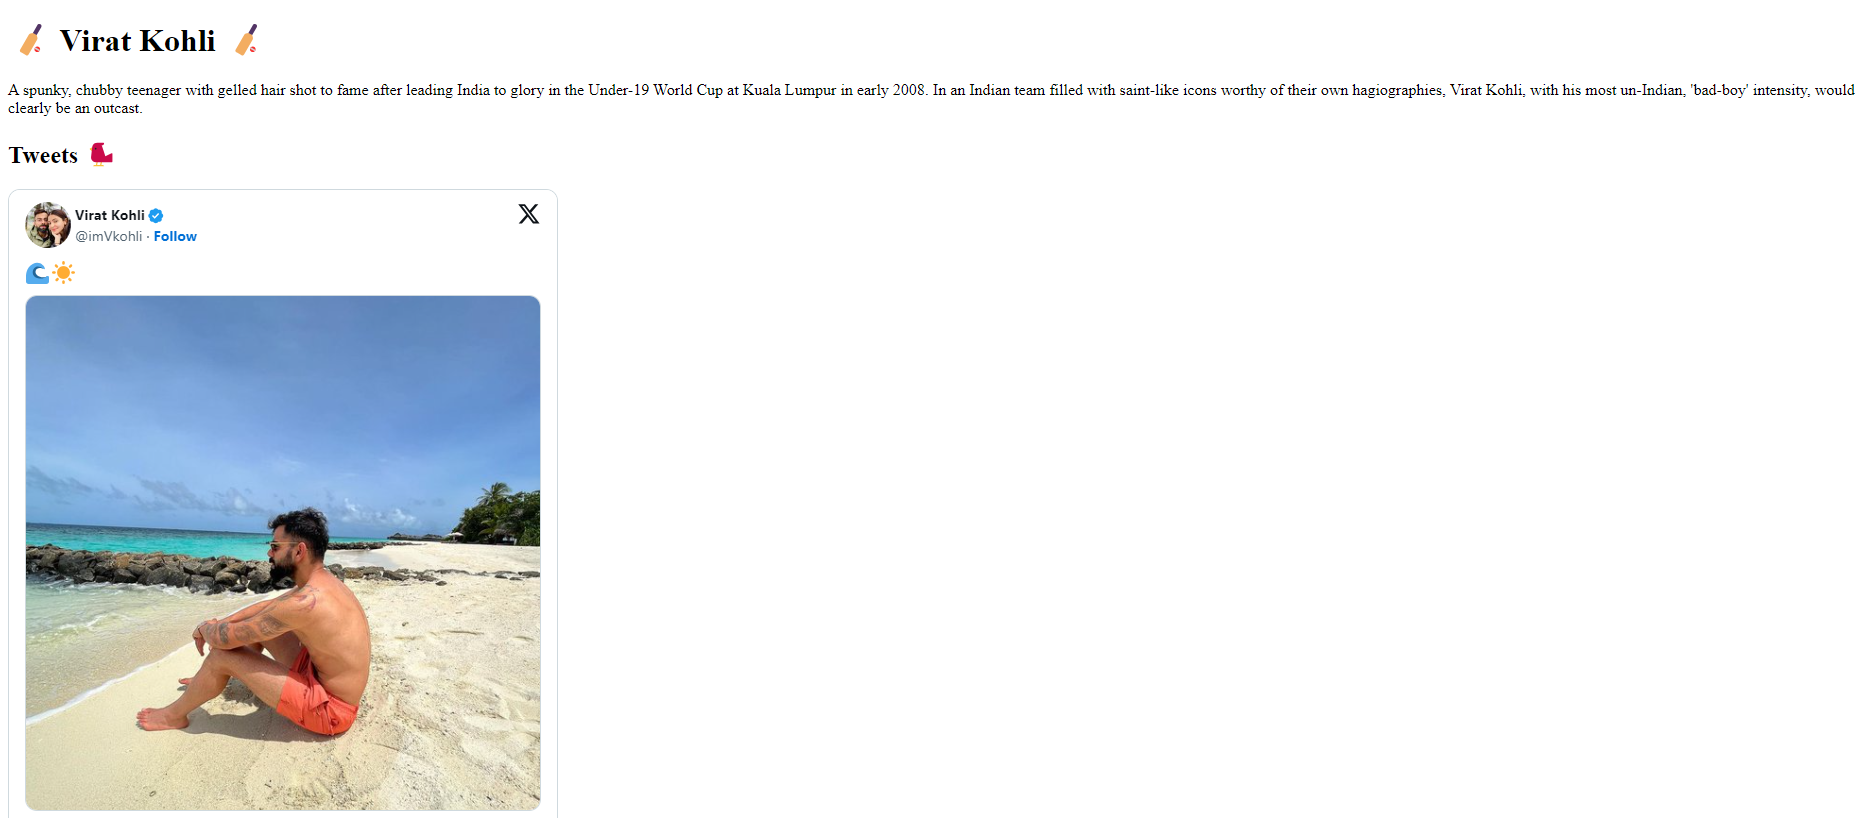 🏏 Virat Kohli 🏏
A spunky, chubby teenager with gelled hair shot to fame after leading India to glory in the Under-19 World Cup at Kuala Lumpur in early 2008. In an Indian team filled with saint-like icons worthy of their own hagiographies, Virat Kohli, with his most un-Indian, 'bad-boy' intensity, would
clearly be an outcast.
Tweets 🐦
Virat Kohli
X
@imVkohli · Follow
🌊☀️